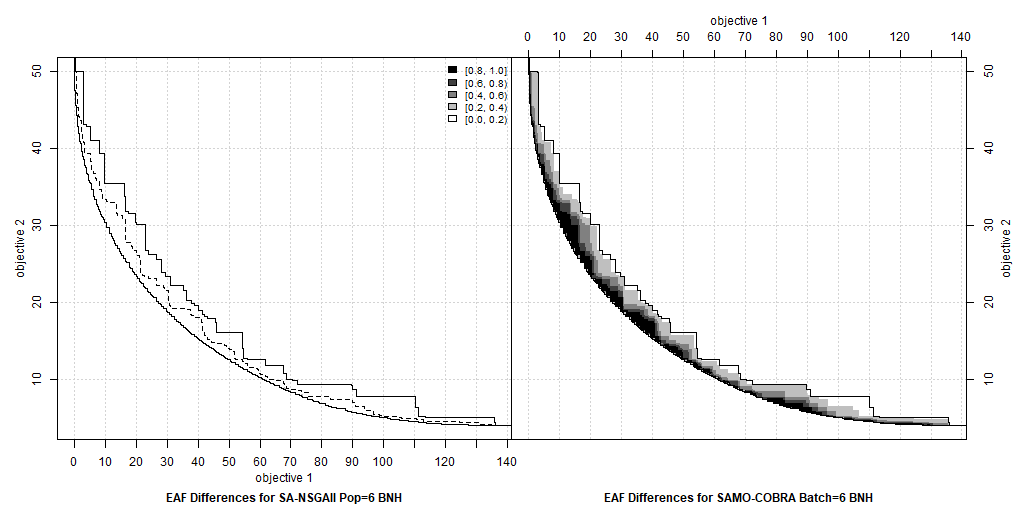 objective 1
0 10 20 30 40 50 60 70 80 100 120 140
50
40
30
20
10
objective 2
[0.8, 1.0]
[0.6, 0.8)
[0.4, 0.6)
[0.2, 0.4)
[0.0, 0.2)
50
40
30
20
10
objective 2
0 10 20 30 40 50 60 70 80 100 120 140
objective 1
EAF Differences for SA-NSGAII Pop=6 BNH
EAF Differences for SAMO-COBRA Batch=6 BNH